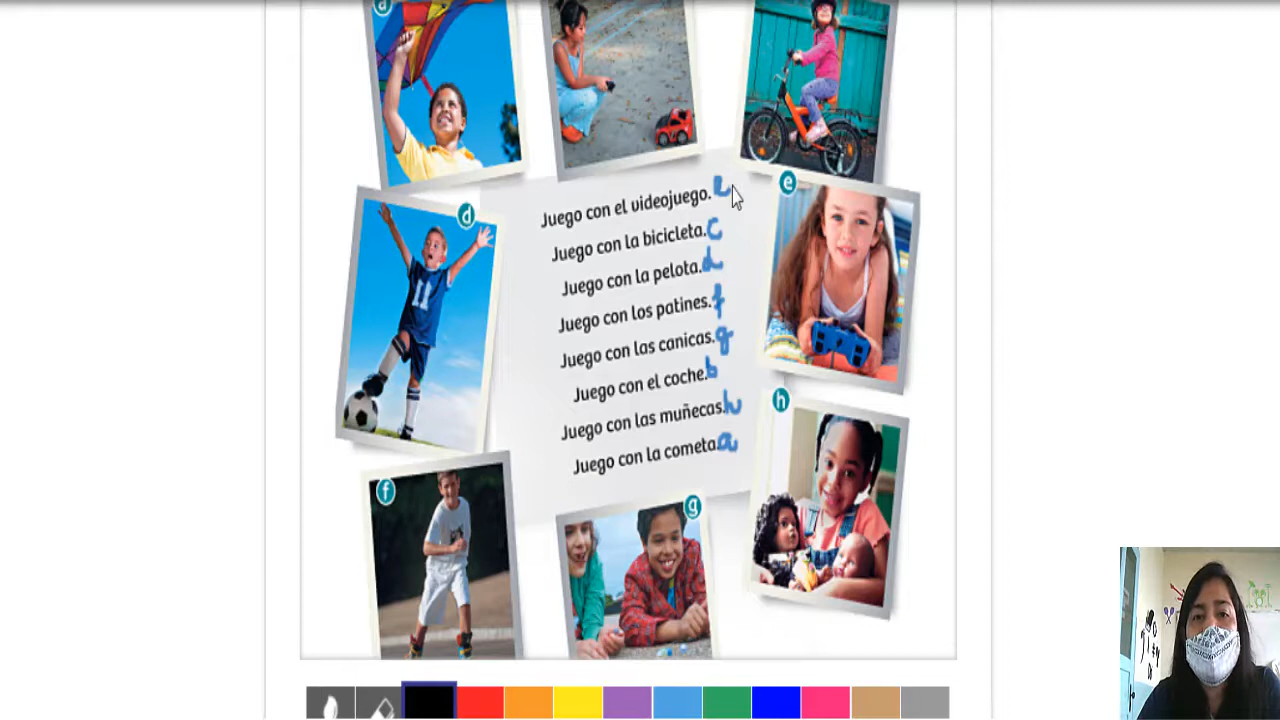 a
d
e
Juego con el videojuego. e
Juego con la bicicleta. c
Juego con la pelota. d
Juego con los patines. f
Juego con las canicas. g
Juego con el coche. b
Juego con las muñecas. h
Juego con la cometa. a
h
f
g
11